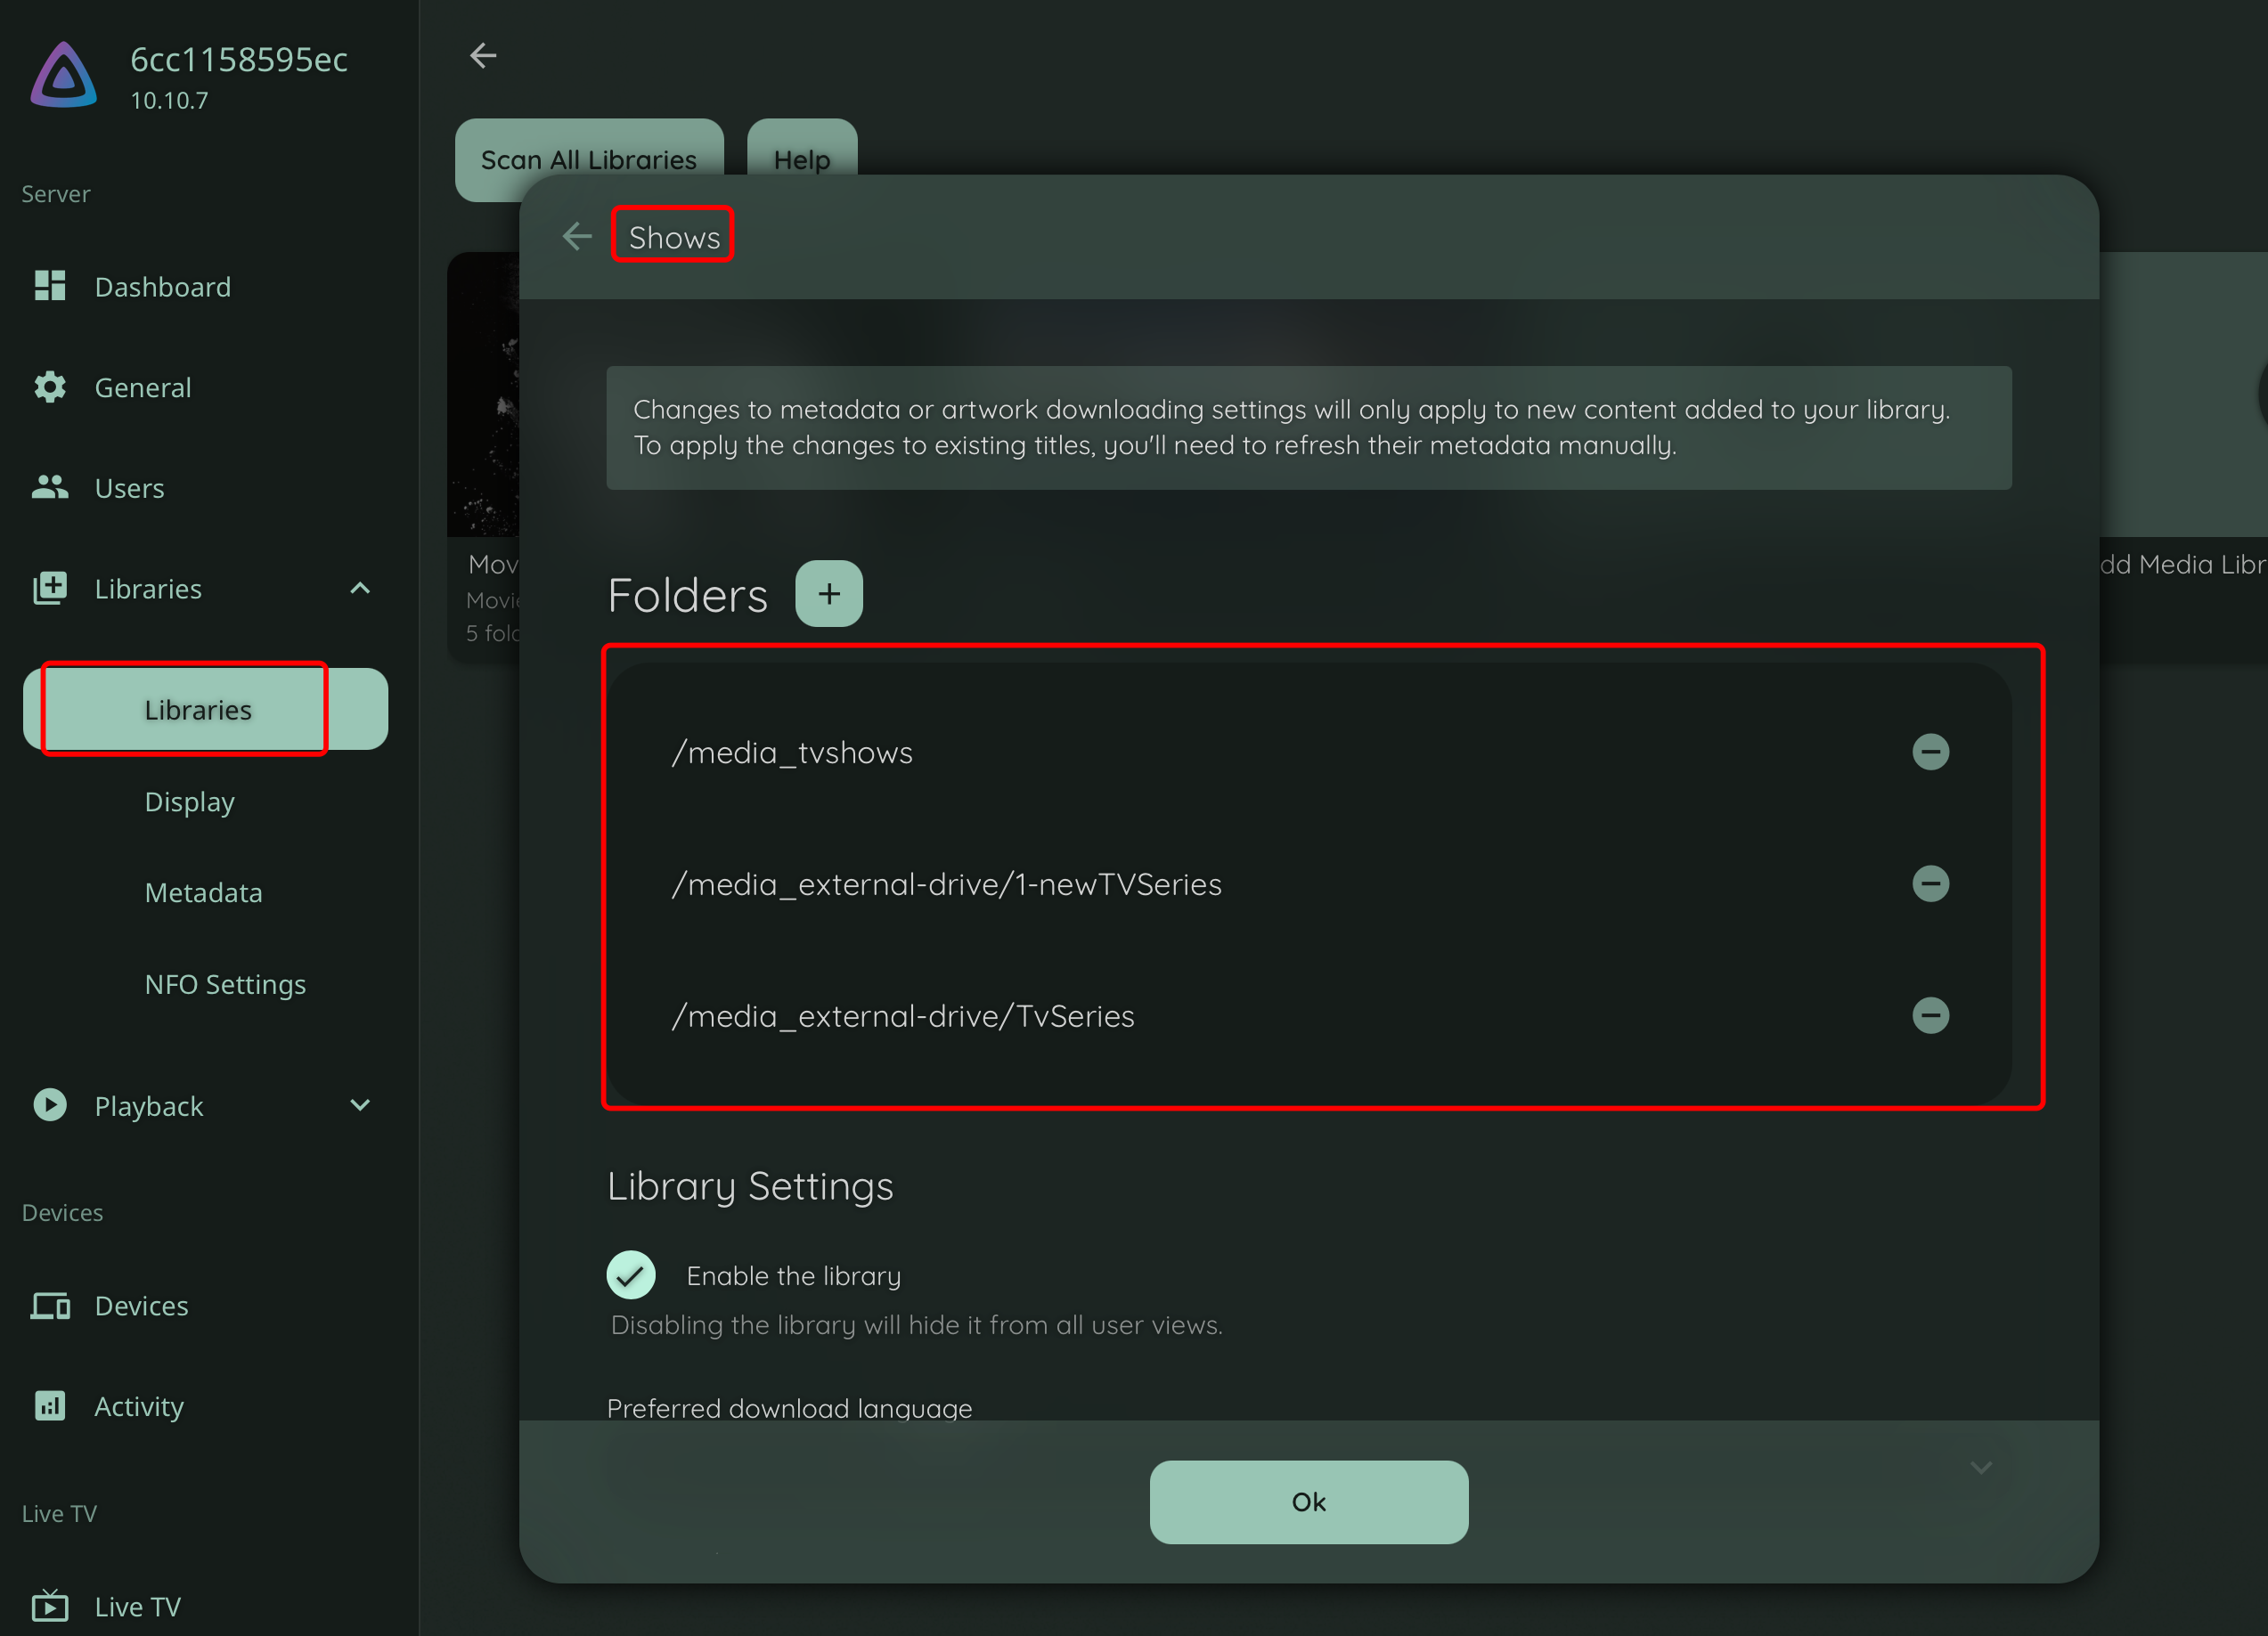 6cc1158595ec
10.10.7
Server
Dashboard
General
Users
Libraries
Libraries
Display
Metadata
NFO Settings
Playback
Devices
Devices
Activity
Live TV
Live TV
Scan All Libraries
Help
Mov
Movie
5 fold
dd Media Libr
Shows
Changes to metadata or artwork downloading settings will only apply to new content added to your library.
To apply the changes to existing titles, you'll need to refresh their metadata manually.
Folders
/media_tvshows
/media_external-drive/1-newTVSeries
/media_external-drive/TvSeries
Library Settings
Enable the library
Disabling the library will hide it from all user views.
Preferred download language
Ok